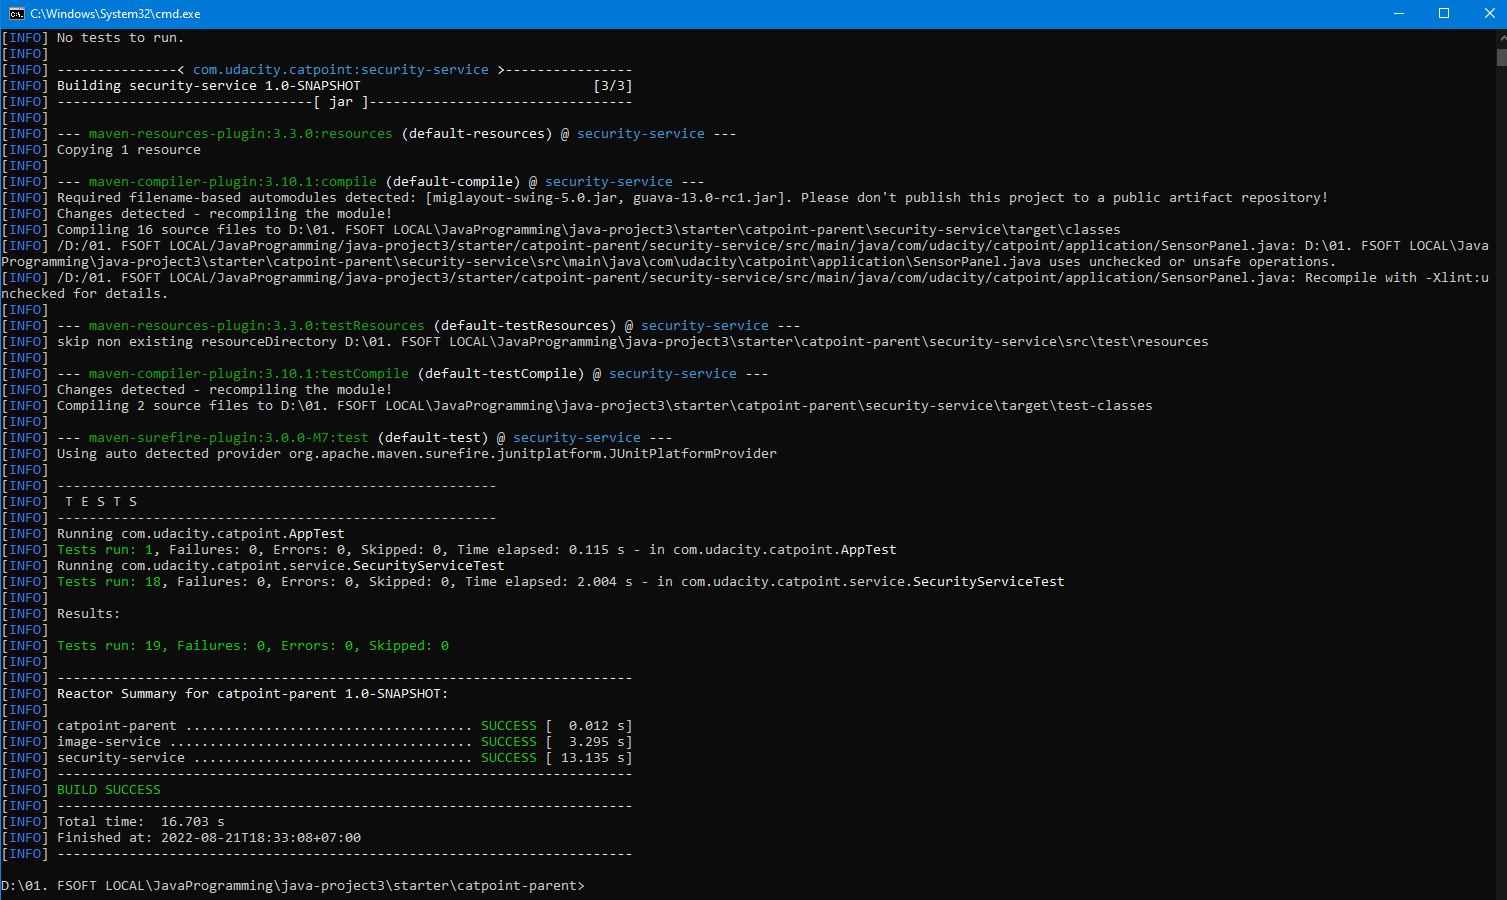 C:\Windows\System32\cmd.exe
[INFO] No tests to run.
[INFO]
[INFO] ---------------< com.udacity.catpoint:security-service >----------------
[INFO] Building security-service 1.0-SNAPSHOT                             [3/3]
[INFO] --------------------------------[ jar ]---------------------------------
[INFO]
[INFO] --- maven-resources-plugin:3.3.0:resources (default-resources) @ security-service ---
[INFO] Copying 1 resource
[INFO]
[INFO] --- maven-compiler-plugin:3.10.1:compile (default-compile) @ security-service ---
[INFO] Required filename-based automodules detected: [miglayout-swing-5.0.jar, guava-13.0-rc1.jar]. Please don't publish this project to a public artifact repository!
[INFO] Changes detected - recompiling the module!
[INFO] Compiling 16 source files to D:\01. FSOFT LOCAL\JavaProgramming\java-project3\starter\catpoint-parent\security-service\target\classes
[INFO] /D:/01. FSOFT LOCAL/JavaProgramming/java-project3/starter/catpoint-parent/security-service/src/main/java/com/udacity/catpoint/application/SensorPanel.java: D:\01. FSOFT LOCAL\Java
Programming\java-project3\starter\catpoint-parent\security-service\src\main\java\com\udacity\catpoint\application\SensorPanel.java uses unchecked or unsafe operations.
[INFO] /D:/01. FSOFT LOCAL/JavaProgramming/java-project3/starter/catpoint-parent/security-service/src/main/java/com/udacity/catpoint/application/SensorPanel.java: Recompile with -Xlint:u
nchecked for details.
[INFO]
[INFO] --- maven-resources-plugin:3.3.0:testResources (default-testResources) @ security-service ---
[INFO] skip non existing resourceDirectory D:\01. FSOFT LOCAL\JavaProgramming\java-project3\starter\catpoint-parent\security-service\src\test\resources
[INFO]
[INFO] --- maven-compiler-plugin:3.10.1:testCompile (default-testCompile) @ security-service ---
[INFO] Changes detected - recompiling the module!
[INFO] Compiling 2 source files to D:\01. FSOFT LOCAL\JavaProgramming\java-project3\starter\catpoint-parent\security-service\target\test-classes
[INFO]
[INFO] --- maven-surefire-plugin:3.0.0-M7:test (default-test) @ security-service ---
[INFO] Using auto detected provider org.apache.maven.surefire.junitplatform.JUnitPlatformProvider
[INFO]
[INFO] -------------------------------------------------------
[INFO]  T E S T S
[INFO] -------------------------------------------------------
[INFO] Running com.udacity.catpoint.AppTest
[INFO] Tests run: 1, Failures: 0, Errors: 0, Skipped: 0, Time elapsed: 0.115 s - in com.udacity.catpoint.AppTest
[INFO] Running com.udacity.catpoint.service.SecurityServiceTest
[INFO] Tests run: 18, Failures: 0, Errors: 0, Skipped: 0, Time elapsed: 2.004 s - in com.udacity.catpoint.service.SecurityServiceTest
[INFO]
[INFO] Results:
[INFO]
[INFO] Tests run: 19, Failures: 0, Errors: 0, Skipped: 0
[INFO]
[INFO] ------------------------------------------------------------------------
[INFO] Reactor Summary for catpoint-parent 1.0-SNAPSHOT:
[INFO]
[INFO] catpoint-parent .................................... SUCCESS [  0.012 s]
[INFO] image-service ...................................... SUCCESS [  3.295 s]
[INFO] security-service ................................... SUCCESS [ 13.135 s]
[INFO] ------------------------------------------------------------------------
[INFO] BUILD SUCCESS
[INFO] ------------------------------------------------------------------------
[INFO] Total time:  16.703 s
[INFO] Finished at: 2022-08-21T18:33:08+07:00
[INFO] ------------------------------------------------------------------------
D:\01. FSOFT LOCAL\JavaProgramming\java-project3\starter\catpoint-parent>